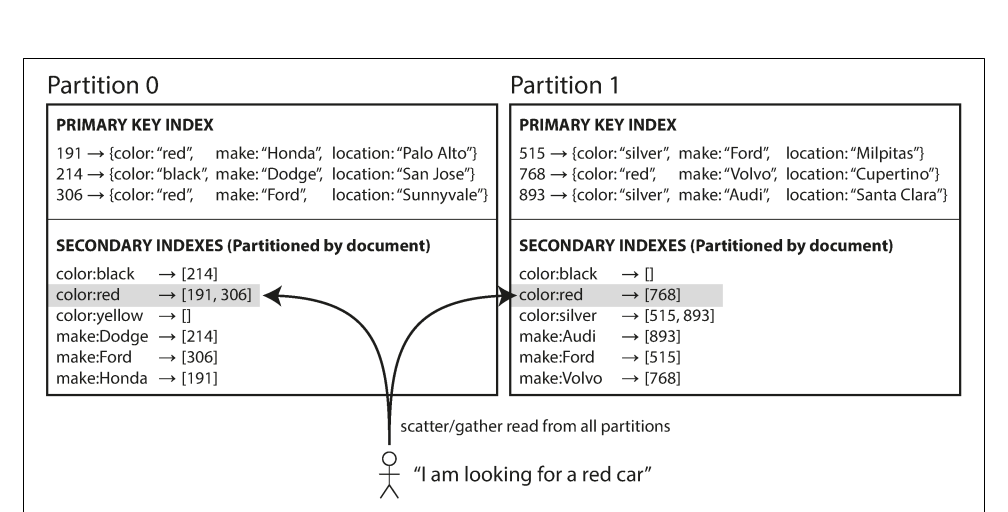 Partition 0
PRIMARY KEY INDEX
191 → {color: “red”, make: “Honda”, location: “Palo Alto”}
214 → {color: “black”, make: “Dodge”, location: “San Jose”}
306 → {color: “red”, make: “Ford”, location: “Sunnyvale”}
SECONDARY INDEXES (Partitioned by document)
color:black → [214]
color:red → [191, 306]
color:yellow → []
make:Dodge → [214]
make:Ford → [306]
make:Honda → [191]
Partition 1
PRIMARY KEY INDEX
515 → {color: “silver”, make: “Ford”, location: “Milpitas”}
768 → {color: “red”, make: “Volvo”, location: “Cupertino”}
893 → {color: “silver”, make: “Audi”, location: “Santa Clara”}
SECONDARY INDEXES (Partitioned by document)
color:black → []
color:red → [768]
color:silver → [515, 893]
make:Audi → [893]
make:Ford → [515]
make:Volvo → [768]
scatter/gather read from all partitions
“I am looking for a red car”